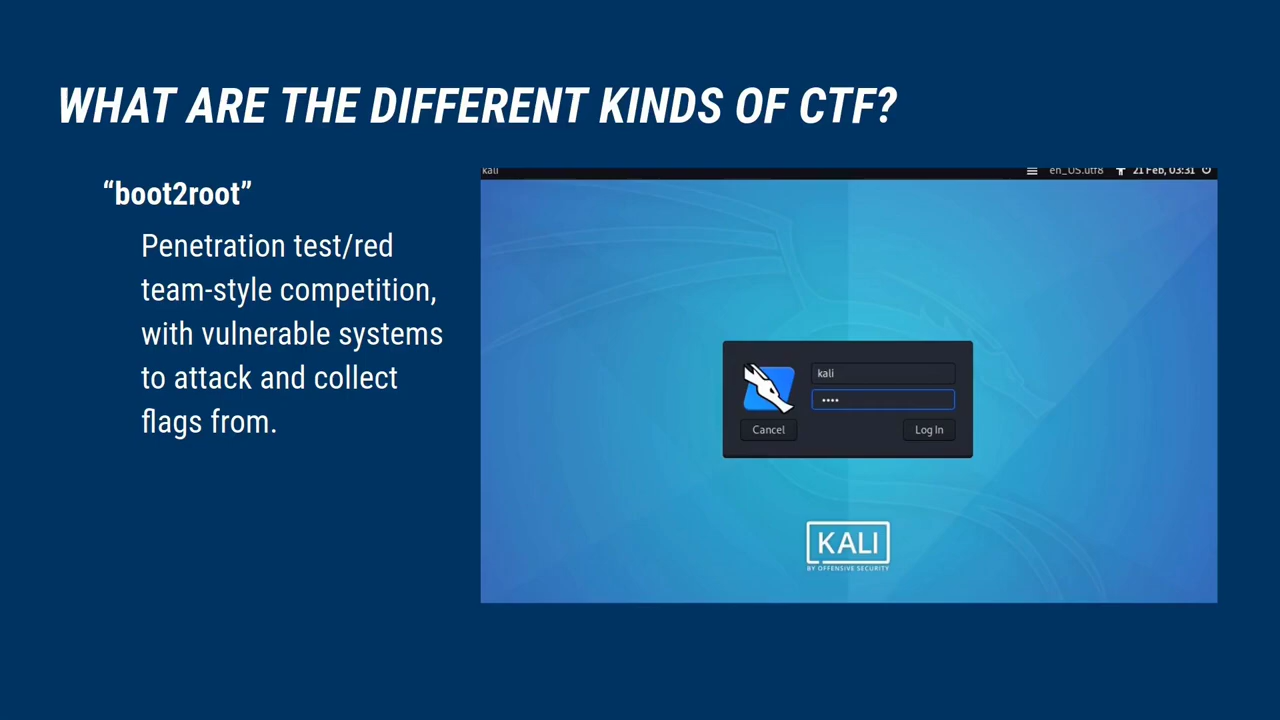 WHAT ARE THE DIFFERENT KINDS OF CTF?
“boot2root”
Penetration test/red
team-style competition,
with vulnerable systems
to attack and collect
flags from.
kali
en_US.utf8
21 Feb, 03:31
kali
••••
Cancel
Log In
KALI
BY OFFENSIVE SECURITY